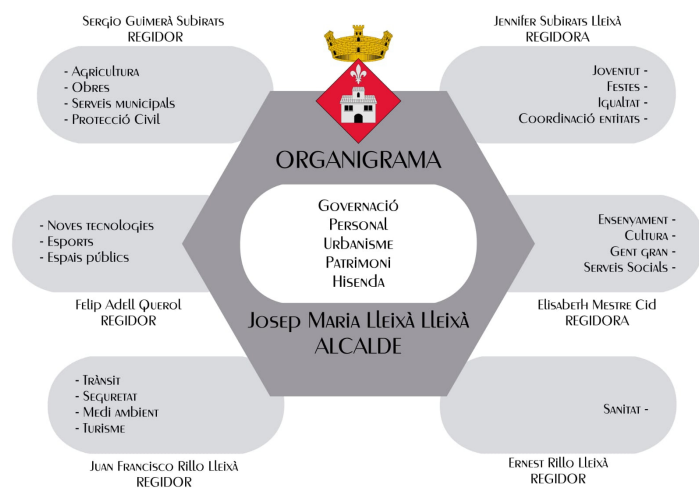 Sergio Guimerà Subirats
REGIDOR
- Agricultura
- Obres
- Serveis municipals
- Protecció Civil
Jennifer Subirats Lleixà
REGIDORA
Joventut -
Festes -
Igualtat -
Coordinació entitats -
ORGANIGRAMA
Governació
Personal
Urbanisme
Patrimoni
Hisenda
Josep Maria Lleixà Lleixà
ALCALDE
- Noves tecnologies
- Esports
- Espais públics
Felip Adell Querol
REGIDOR
Ensenyament -
Cultura -
Gent gran -
Serveis Socials -
Elisabeth Mestre Cid
REGIDORA
- Trànsit
- Seguretat
- Medi ambient
- Turisme
Juan Francisco Rillo Lleixà
REGIDOR
Sanitat -
Ernest Rillo Lleixà
REGIDOR